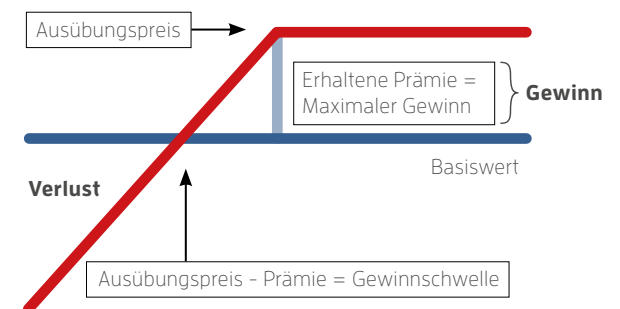 Ausübungspreis
Erhaltene Prämie =
Maximaler Gewinn
Gewinn
Basiswert
Verlust
Ausübungspreis - Prämie = Gewinnschwelle